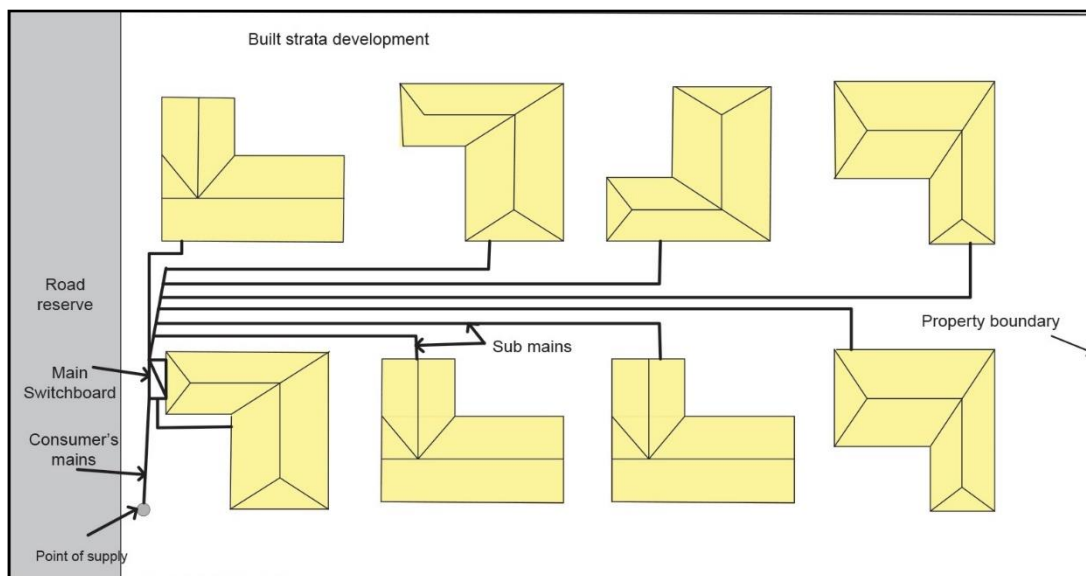 Built strata development
Road
reserve
Property boundary
Sub mains
Main
Switchboard
Consumer's
mains
Point of supply